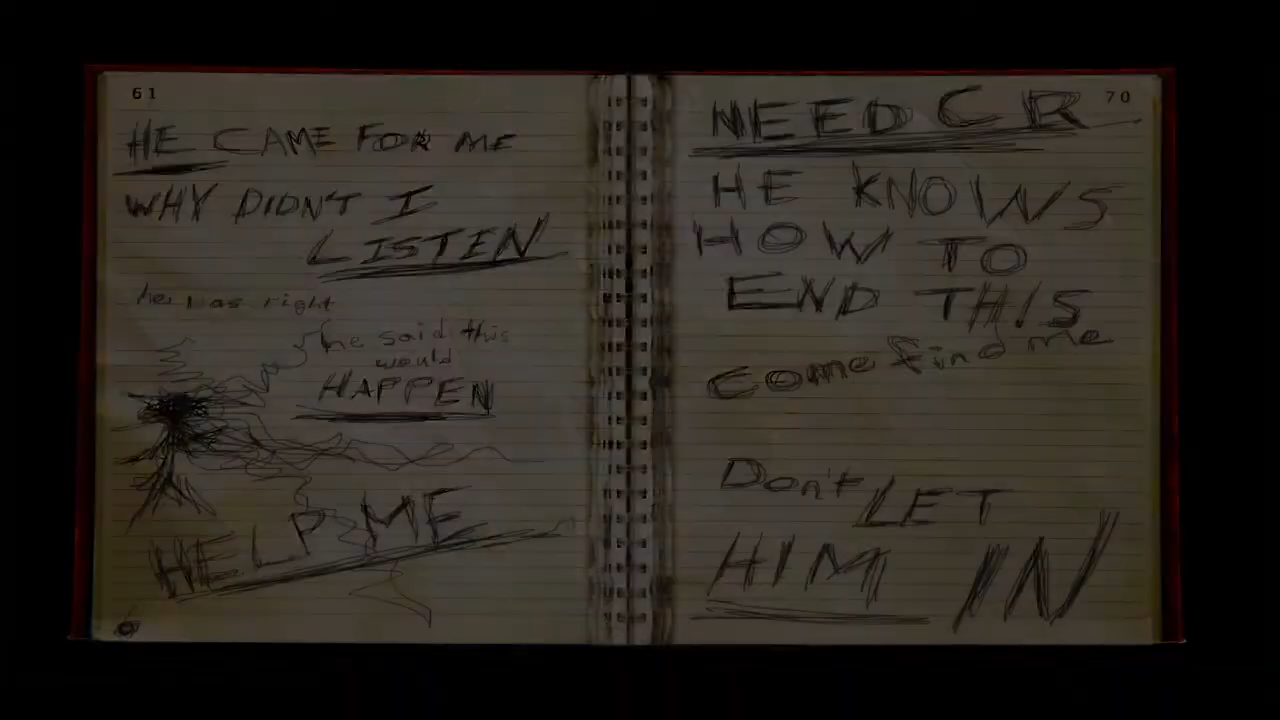 61
HE CAME FOR ME
WHY DIDN'T I
LISTEN
he was right
he said this
would
HAPPEN
HELP ME
70
NEED CR
HE KNOWS
HOW TO
END THIS
come find me
Don't LET
HIM IN